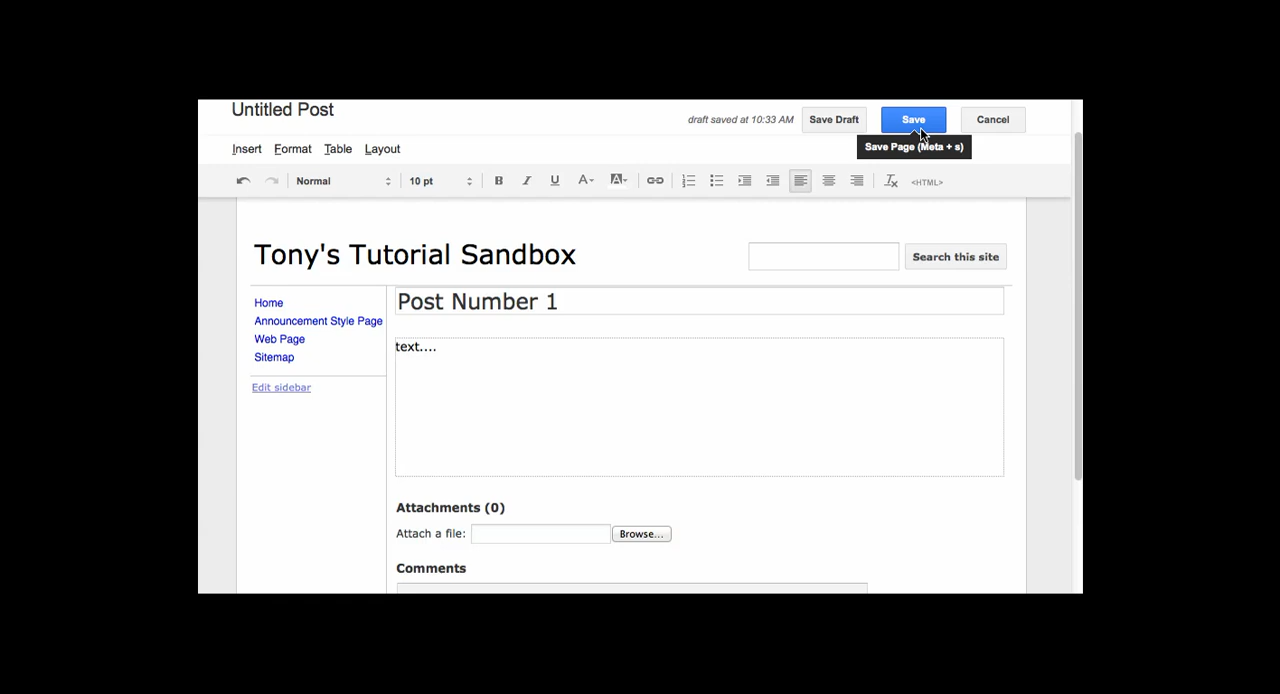 Untitled Post
draft saved at 10:33 AM Save Draft Save Cancel
Save Page (Meta + s)
Insert Format Table Layout
Normal 10 pt B I U A A <HTML>
Tony's Tutorial Sandbox
Search this site
Home
Announcement Style Page
Web Page
Sitemap
Edit sidebar
Post Number 1
text....
Attachments (0)
Attach a file: Browse...
Comments